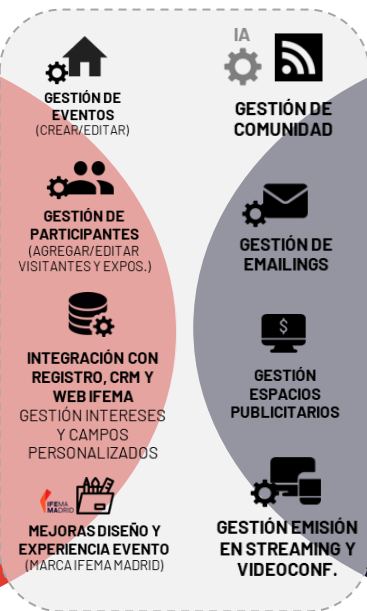 GESTIÓN DE
EVENTOS
(CREAR/EDITAR)
GESTIÓN DE
PARTICIPANTES
(AGREGAR/EDITAR
VISITANTES Y EXPOS.)
INTEGRACIÓN CON
REGISTRO, CRM Y
WEB IFEMA
GESTIÓN INTERESES
Y CAMPOS
PERSONALIZADOS
IFEMA
MADRID
MEJORAS DISEÑO Y
EXPERIENCIA EVENTO
(MARCA IFEMA MADRID)
IA
GESTIÓN DE
COMUNIDAD
GESTIÓN DE
EMAILINGS
$
GESTIÓN
ESPACIOS
PUBLICITARIOS
GESTIÓN EMISIÓN
EN STREAMING Y
VIDEOCONF.